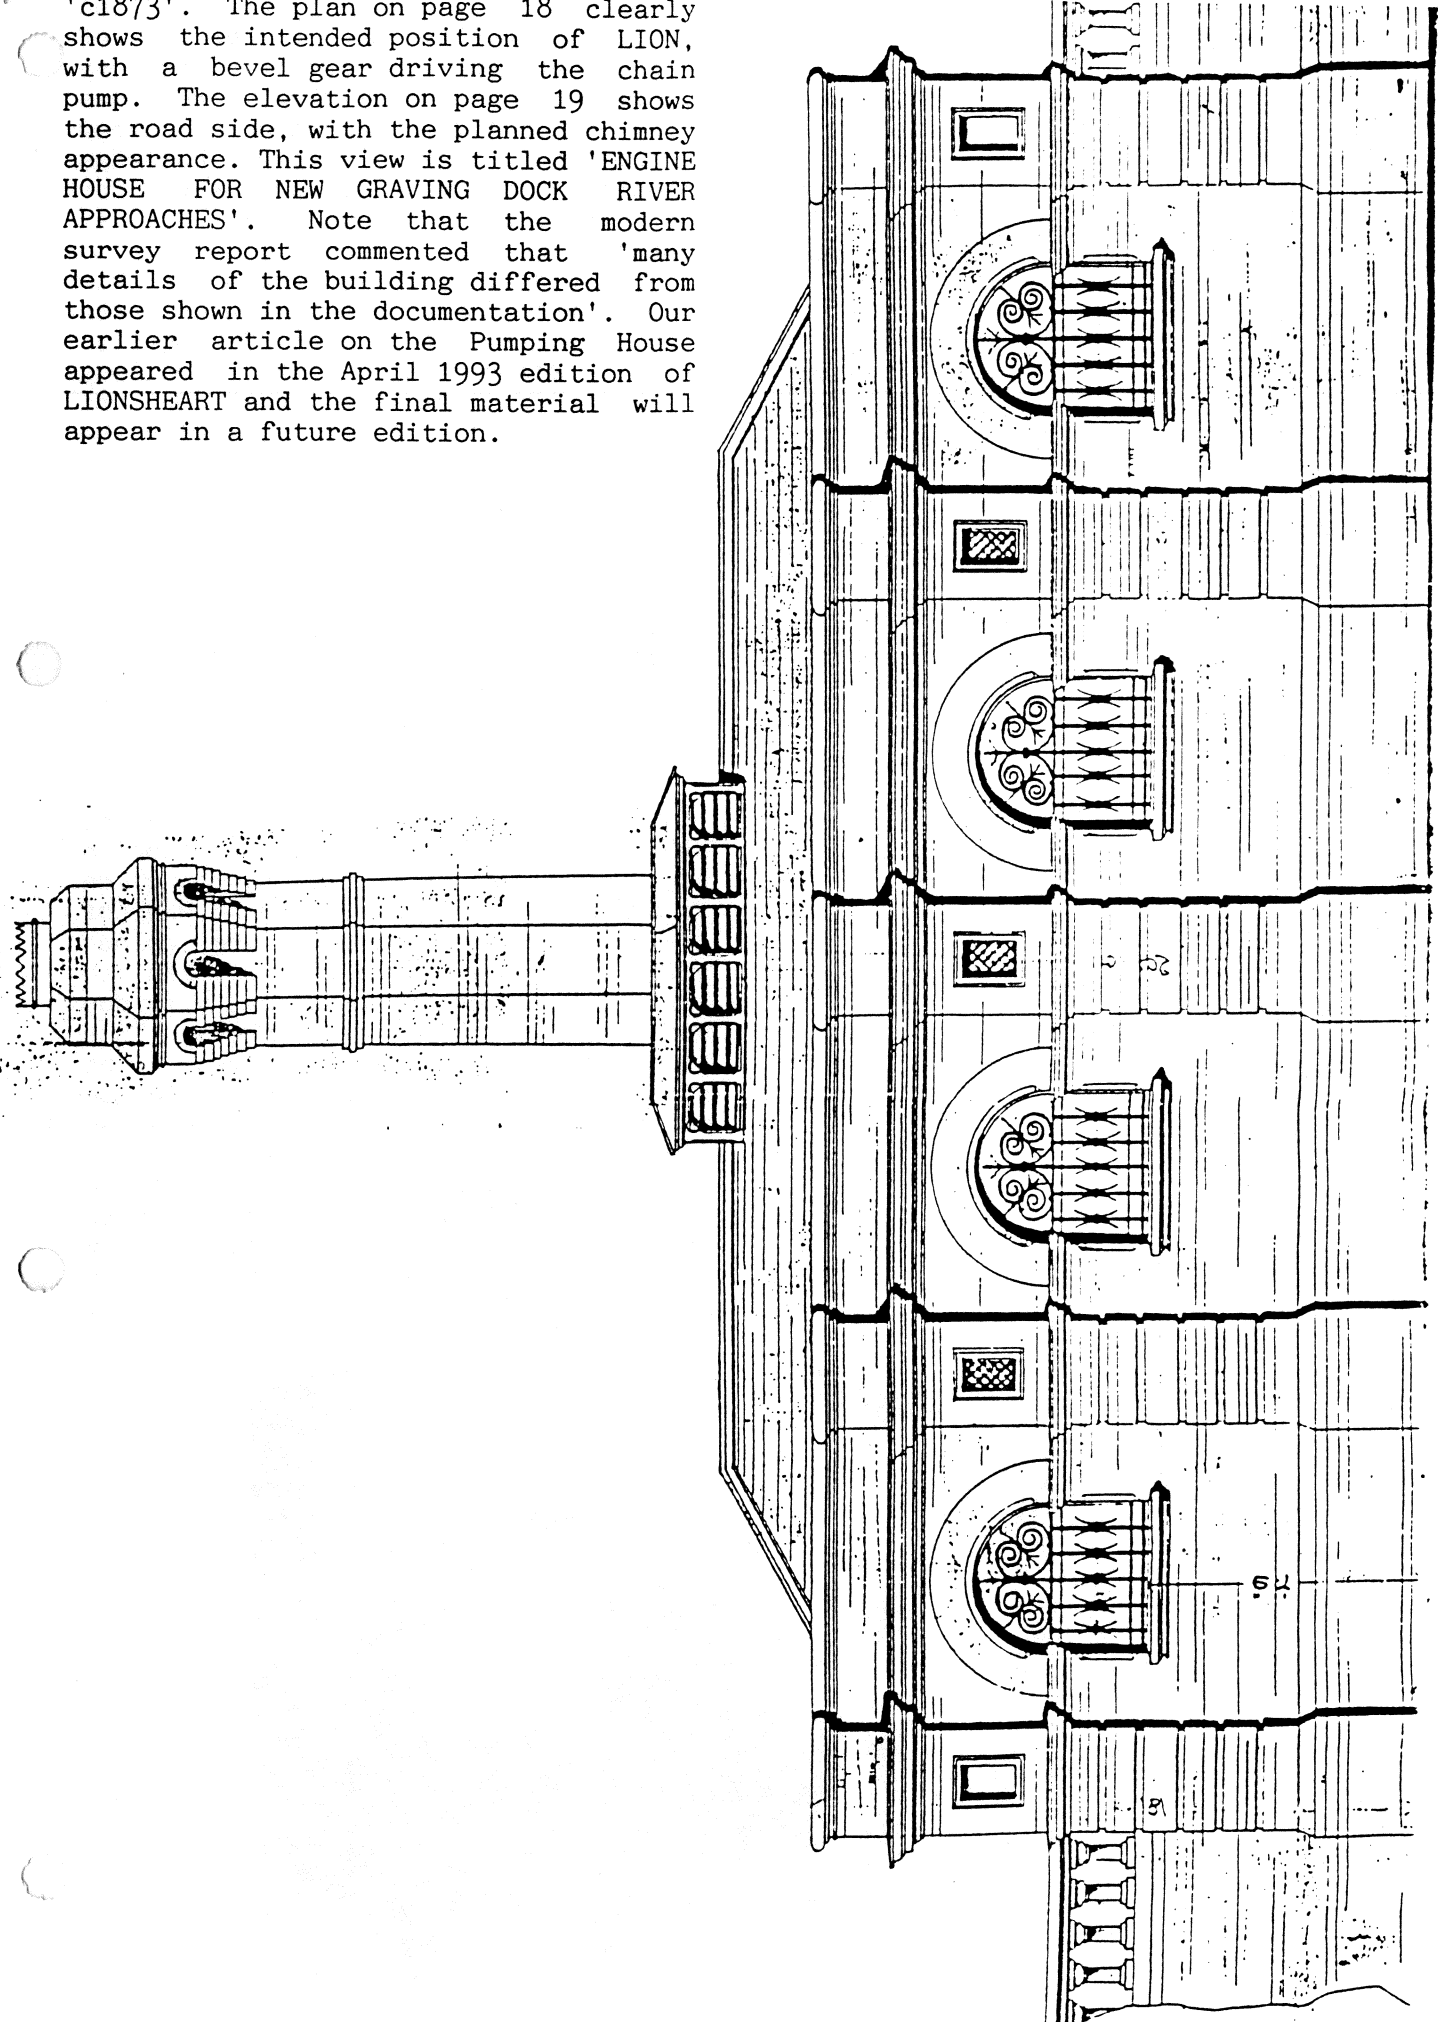 'c1873'. The plan on page 18 clearly
shows the intended position of LION,
with a bevel gear driving the chain
pump. The elevation on page 19 shows
the road side, with the planned chimney
appearance. This view is titled 'ENGINE
HOUSE FOR NEW GRAVING DOCK RIVER
APPROACHES'. Note that the modern
survey report commented that 'many
details of the building differed from
those shown in the documentation'. Our
earlier article on the Pumping House
appeared in the April 1993 edition of
LIONSHEART and the final material will
appear in a future edition.